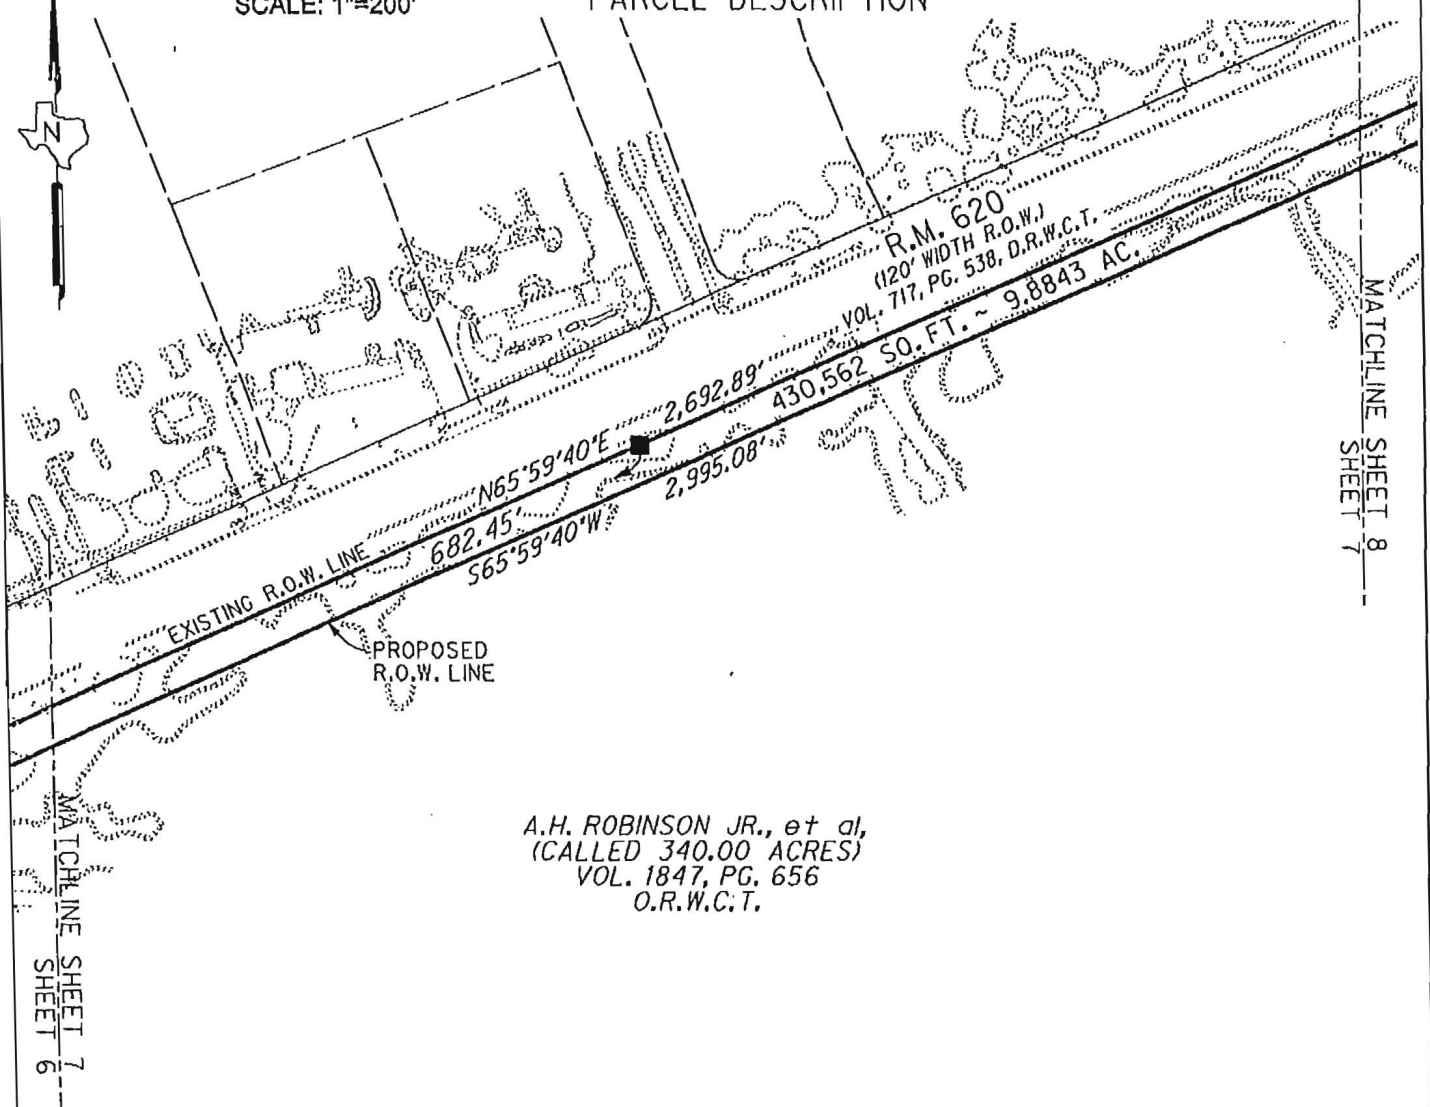 SCALE: 1"=200'
PARCEL DESCRIPTION
N
R.M. 620
(120' WIDTH R.O.W.)
VOL. 717, PG. 538, D.R.W.C.T.
430,562 SQ.FT. ~ 9.8843 AC.
2,692.89'
N65°59'40"E
2,995.08'
682.45'
S65°59'40"W
EXISTING R.O.W. LINE
PROPOSED
R.O.W. LINE
MATCHLINE SHEET 8
SHEET 7
A.H. ROBINSON JR., et al,
(CALLED 340.00 ACRES)
VOL. 1847, PG. 656
O.R.W.C.T.
MATCHLINE SHEET 7
SHEET 6